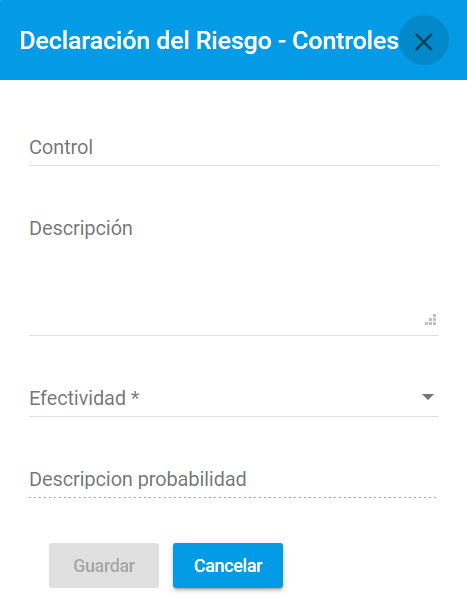 Declaración del Riesgo - Controles
Control
Descripción
Efectividad *
Descripcion probabilidad
Guardar Cancelar